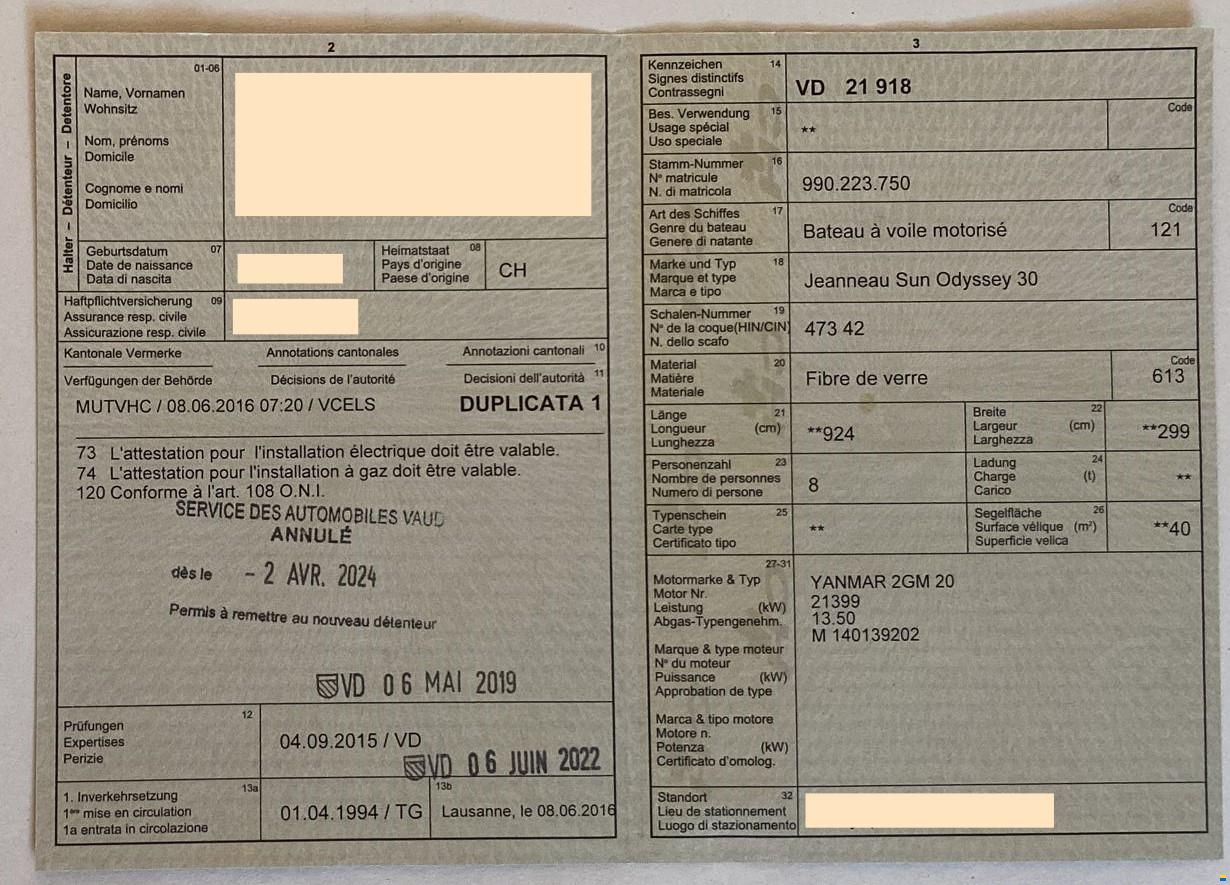 2
Halter – Détenteur – Detentore
01-06
Name, Vornamen
Wohnsitz
Nom, prénoms
Domicile
Cognome e nomi
Domicilio
Geburtsdatum 07
Date de naissance
Data di nascita
Heimatstaat 08
Pays d'origine
Paese d'origine
CH
Haftpflichtversicherung 09
Assurance resp. civile
Assicurazione resp. civile
Kantonale Vermerke Annotations cantonales Annotazioni cantonali 10
Verfügungen der Behörde Décisions de l'autorité Decisioni dell'autorità 11
MUTVHC / 08.06.2016 07:20 / VCELS DUPLICATA 1
73 L'attestation pour l'installation électrique doit être valable.
74 L'attestation pour l'installation à gaz doit être valable.
120 Conforme à l'art. 108 O.N.I.
SERVICE DES AUTOMOBILES VAUD
ANNULÉ
dès le - 2 AVR. 2024
Permis à remettre au nouveau détenteur
VD 06 MAI 2019
12
Prüfungen
Expertises
Perizie
04.09.2015 / VD
VD 06 JUIN 2022
13a
1. Inverkehrsetzung
1ère mise en circulation
1a entrata in circolazione
01.04.1994 / TG
13b
Lausanne, le 08.06.2016
3
Kennzeichen 14
Signes distinctifs
Contrassegni
VD 21 918
Bes. Verwendung 15
Usage spécial
Uso speciale
**
Code
Stamm-Nummer 16
N° matricule
N. di matricola
990.223.750
Art des Schiffes 17
Genre du bateau
Genere di natante
Bateau à voile motorisé
Code
121
Marke und Typ 18
Marque et type
Marca e tipo
Jeanneau Sun Odyssey 30
Schalen-Nummer 19
N° de la coque(HIN/CIN)
N. dello scafo
473 42
Material 20
Matière
Materiale
Fibre de verre
Code
613
Länge 21
Longueur (cm)
Lunghezza
**924
Breite 22
Largeur (cm)
Larghezza
**299
Personenzahl 23
Nombre de personnes
Numero di persone
8
Ladung 24
Charge (t)
Carico
**
Typenschein 25
Carte type
Certificato tipo
**
Segelfläche 26
Surface vélique (m²)
Superficie velica
**40
27-31
Motormarke & Typ
Motor Nr.
Leistung (kW)
Abgas-Typengenehm.
Marque & type moteur
N° du moteur
Puissance (kW)
Approbation de type
Marca & tipo motore
Motore n.
Potenza (kW)
Certificato d'omolog.
YANMAR 2GM 20
21399
13.50
M 140139202
Standort 32
Lieu de stationnement
Luogo di stazionamento